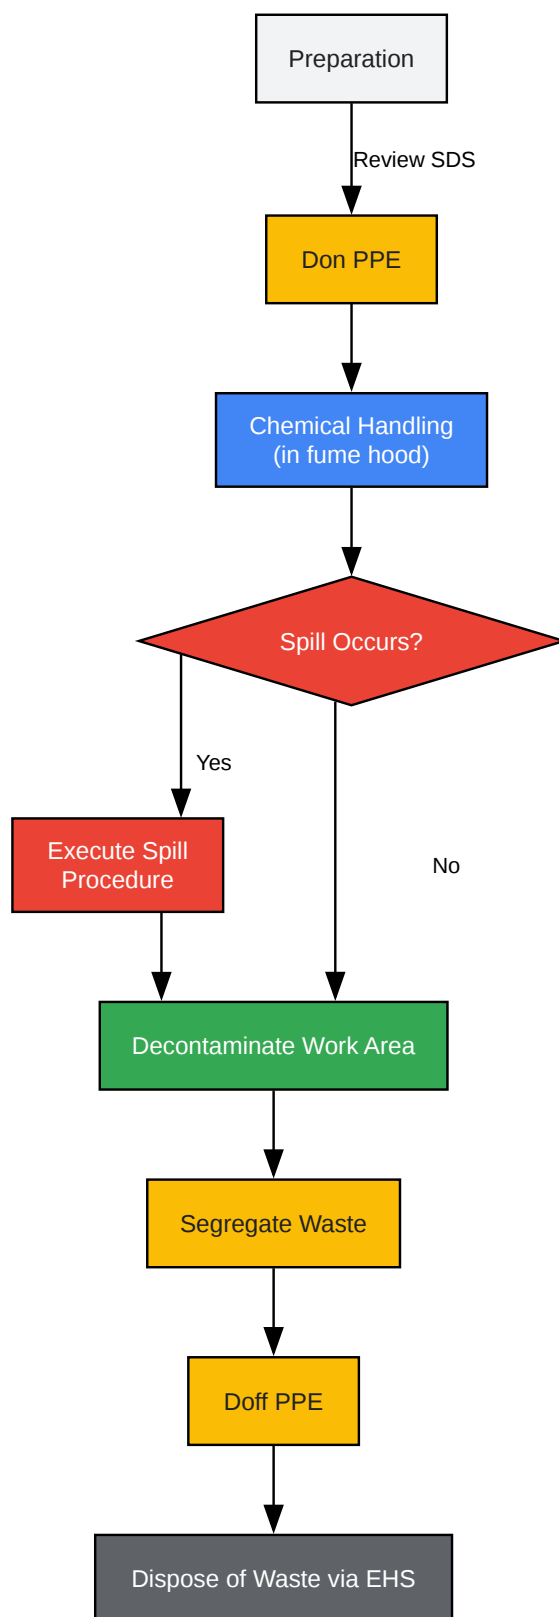 Preparation
Review SDS
Don PPE
Chemical Handling
(in fume hood)
Spill Occurs?
Yes
Execute Spill
Procedure
No
Decontaminate Work Area
Segregate Waste
Doff PPE
Dispose of Waste via EHS